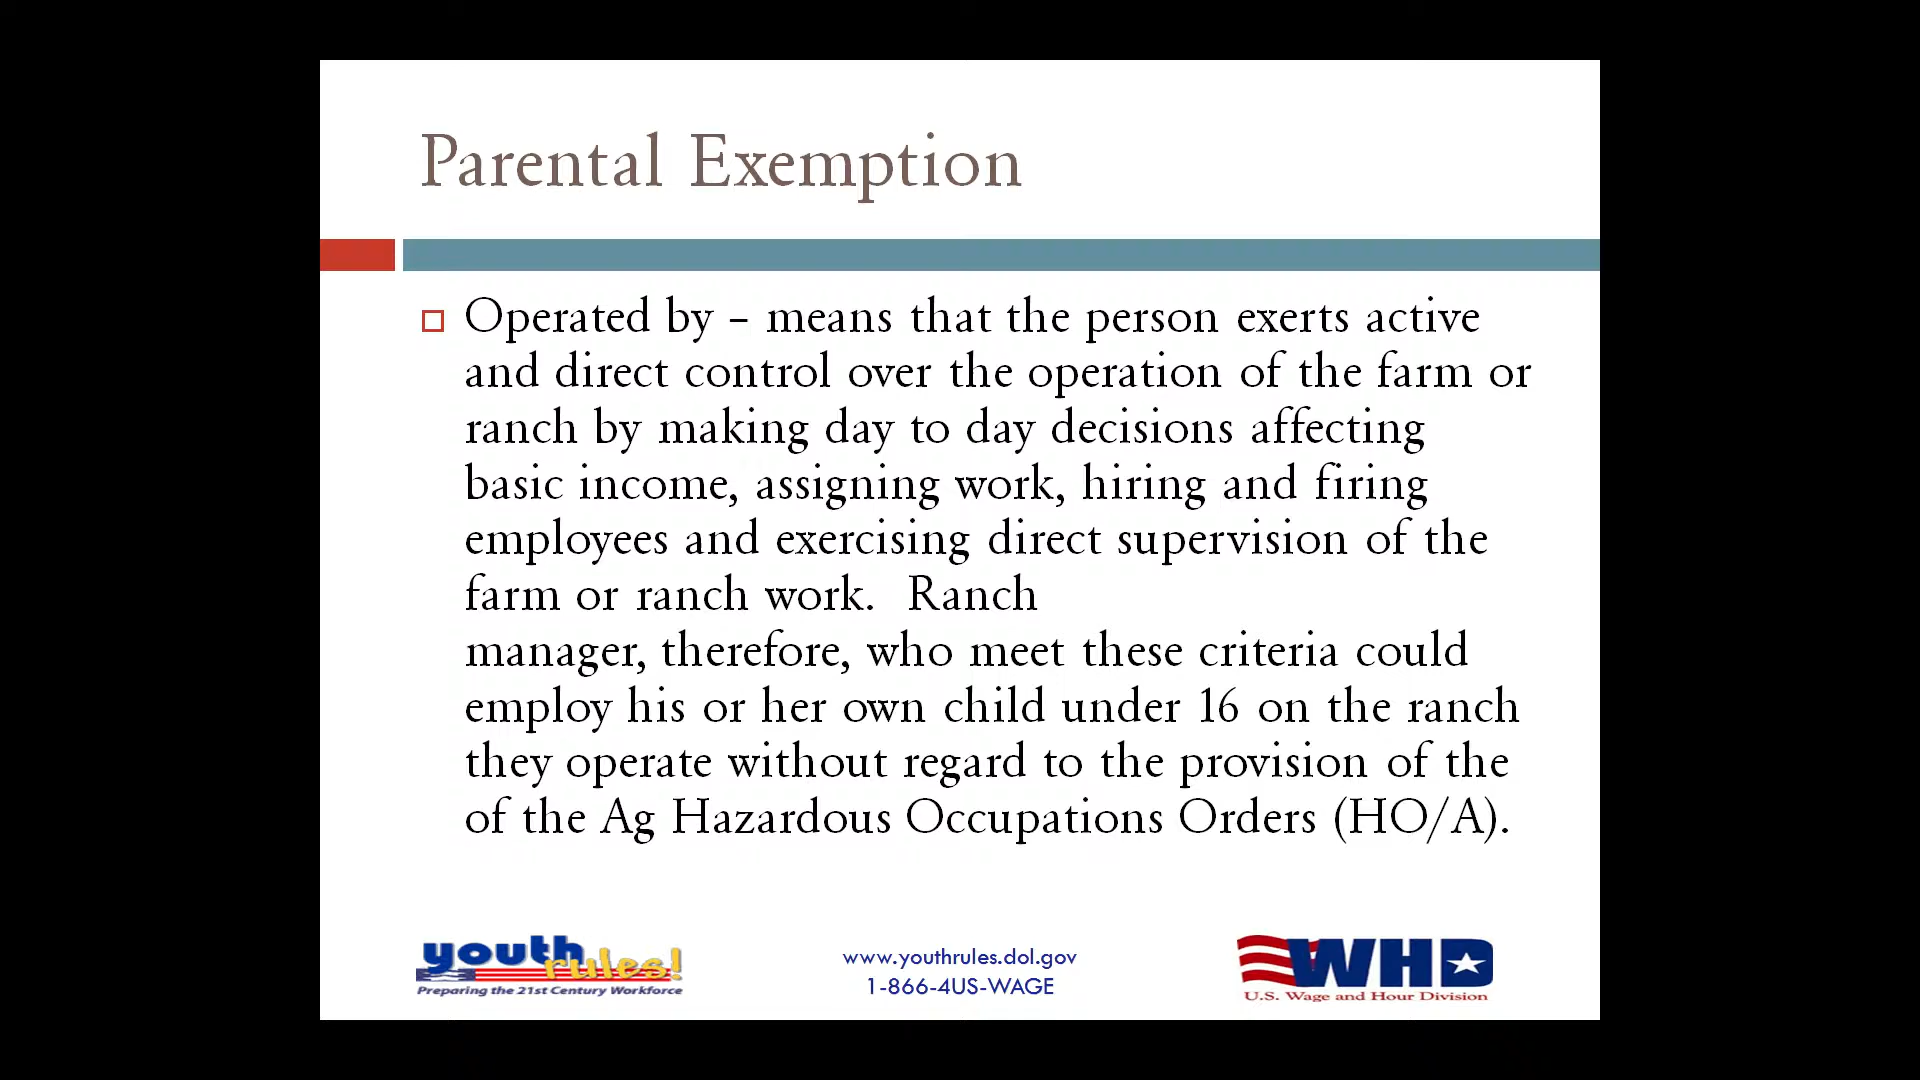 Parental Exemption
Operated by – means that the person exerts active
and direct control over the operation of the farm or
ranch by making day to day decisions affecting
basic income, assigning work, hiring and firing
employees and exercising direct supervision of the
farm or ranch work.  Ranch
manager, therefore, who meet these criteria could
employ his or her own child under 16 on the ranch
they operate without regard to the provision of the
of the Ag Hazardous Occupations Orders (HO/A).
youth rules!
Preparing the 21st Century Workforce
www.youthrules.dol.gov
1-866-4US-WAGE
WHD
U.S. Wage and Hour Division